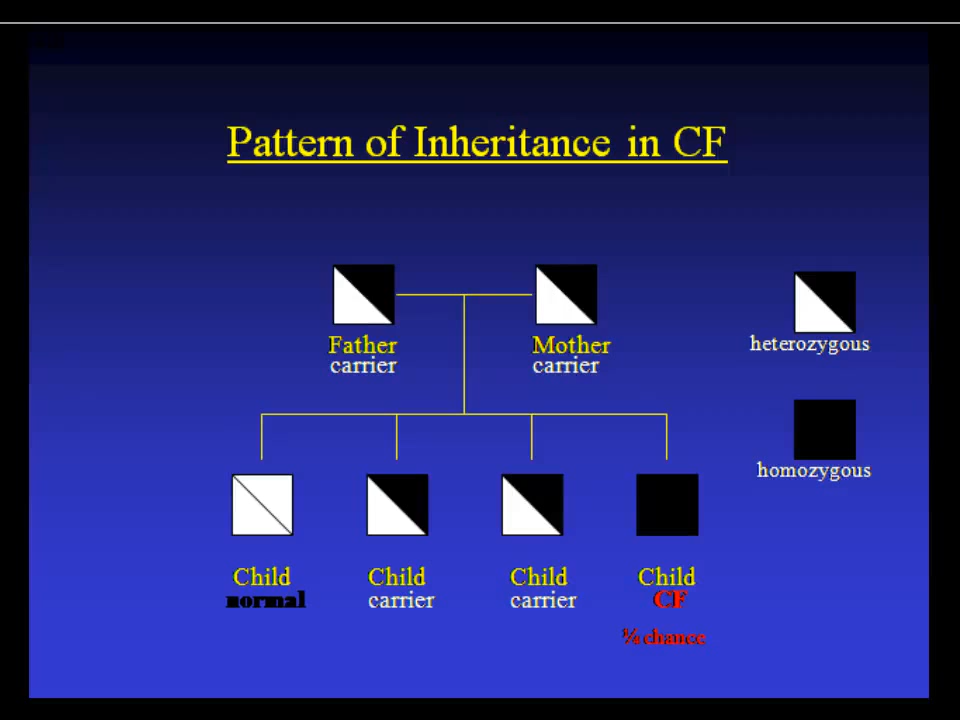 Pattern of Inheritance in CF
Father
carrier
Mother
carrier
heterozygous
homozygous
Child
normal
Child
carrier
Child
carrier
Child
CF
¼ chance